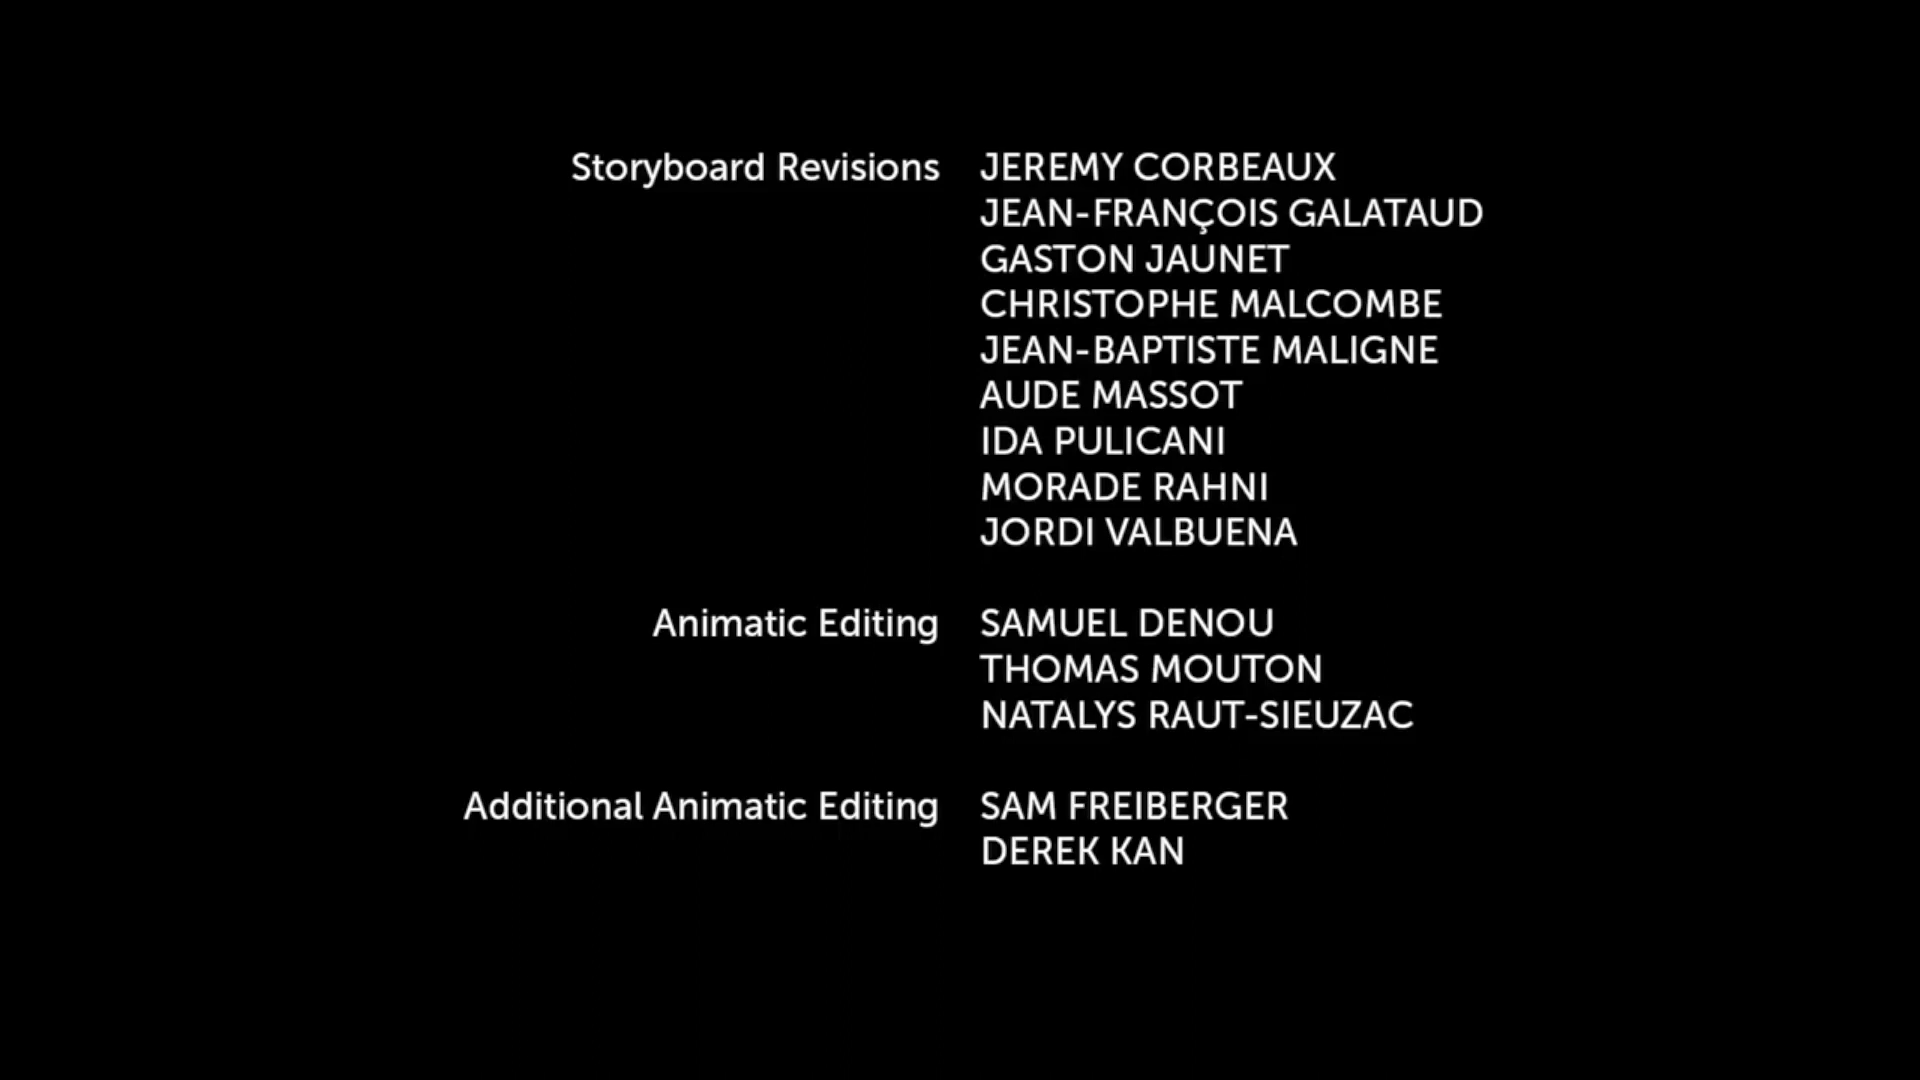 Storyboard Revisions JEREMY CORBEAUX
JEAN-FRANÇOIS GALATAUD
GASTON JAUNET
CHRISTOPHE MALCOMBE
JEAN-BAPTISTE MALIGNE
AUDE MASSOT
IDA PULICANI
MORADE RAHNI
JORDI VALBUENA
Animatic Editing SAMUEL DENOU
THOMAS MOUTON
NATALYS RAUT-SIEUZAC
Additional Animatic Editing SAM FREIBERGER
DEREK KAN